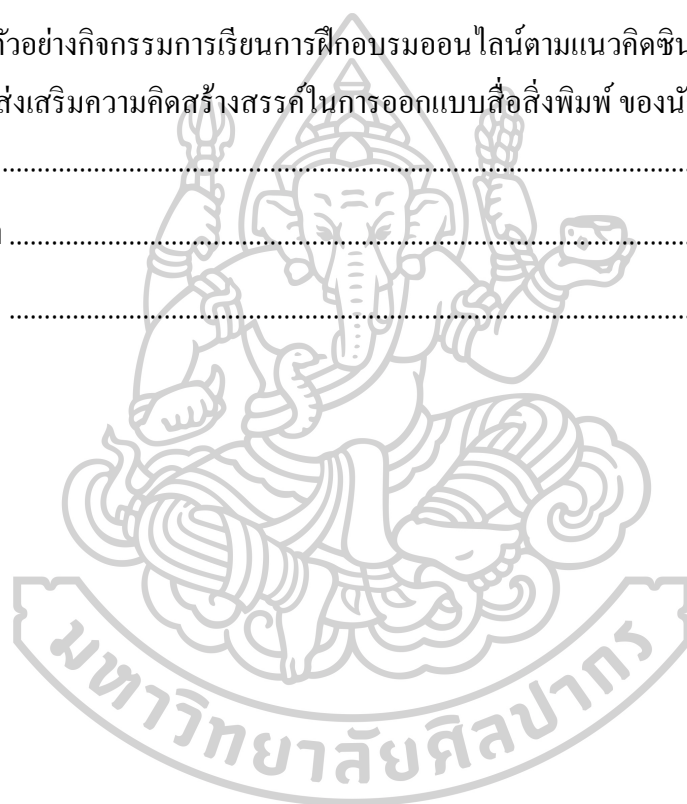 ตัวอย่างกิจกรรมการเรียนการฝึกอบรมออนไลน์ตามแนวคิดซิน
ส่งเสริมความคิดสร้างสรรค์ในการออกแบบสื่อสิ่งพิมพ์ ของ
................................................................
................................................................
................................................................
มหาวิทยาลัยศิลปากร